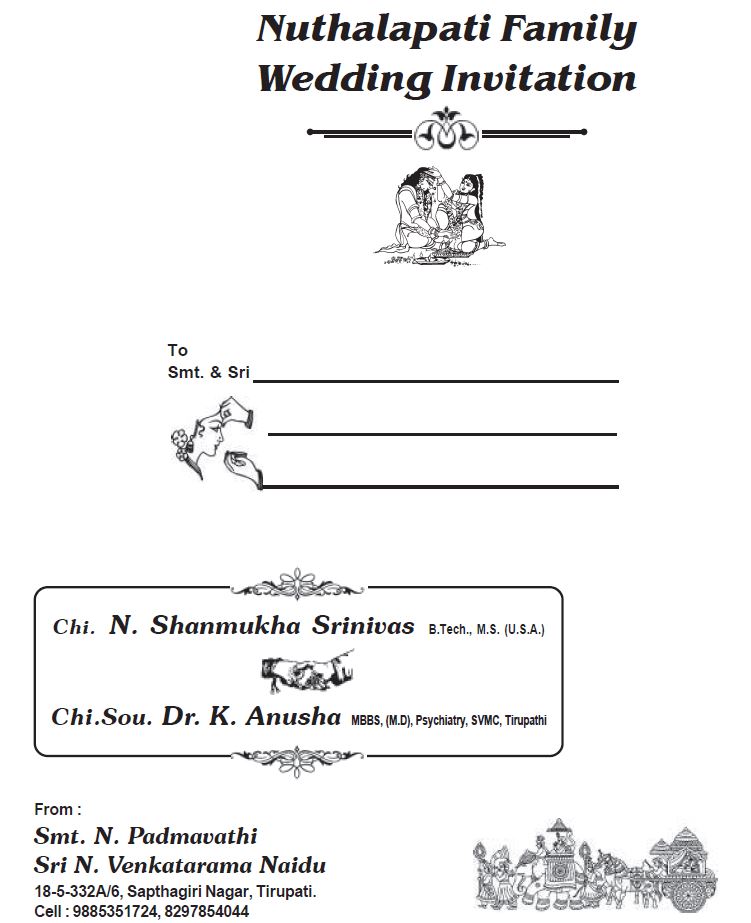 Nuthalapati Family
Wedding Invitation
To
Smt. & Sri
Chi. N. Shanmukha Srinivas B.Tech., M.S. (U.S.A.)
Chi.Sou. Dr. K. Anusha MBBS, (M.D), Psychiatry, SVMC, Tirupathi
From :
Smt. N. Padmavathi
Sri N. Venkatarama Naidu
18-5-332A/6, Sapthagiri Nagar, Tirupati.
Cell : 9885351724, 8297854044